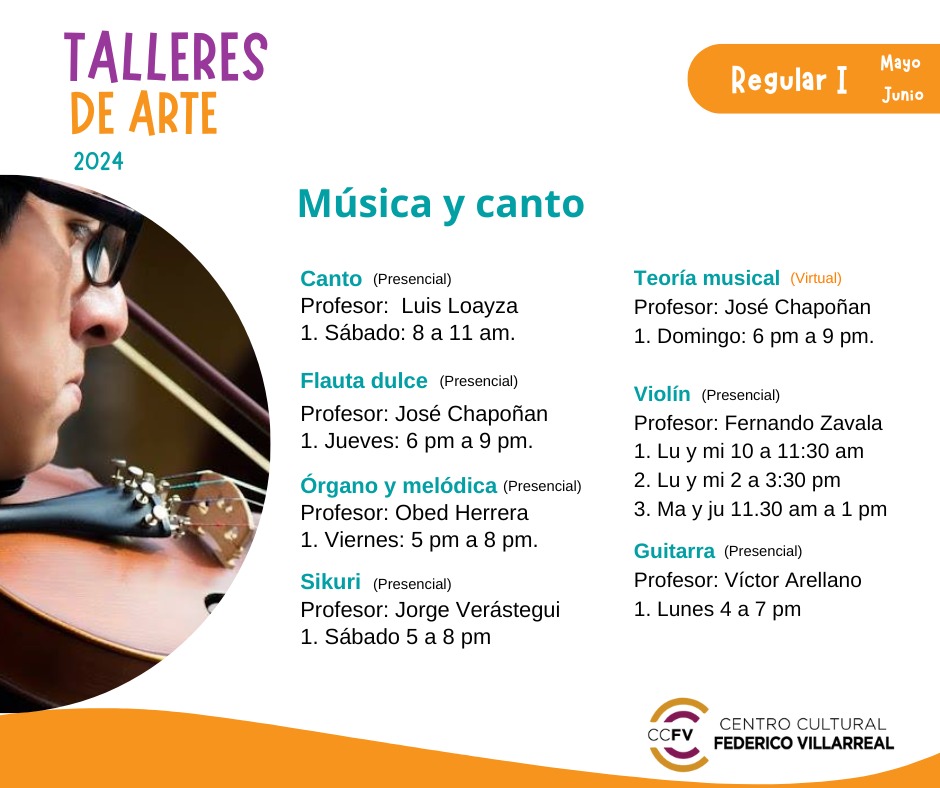 TALLERES
DE ARTE
2024
Regular I
Mayo
Junio
Música y canto
Canto (Presencial)
Profesor: Luis Loayza
1. Sábado: 8 a 11 am.
Flauta dulce (Presencial)
Profesor: José Chapoñan
1. Jueves: 6 pm a 9 pm.
Órgano y melódica (Presencial)
Profesor: Obed Herrera
1. Viernes: 5 pm a 8 pm.
Sikuri (Presencial)
Profesor: Jorge Verástegui
1. Sábado 5 a 8 pm
Teoría musical (Virtual)
Profesor: José Chapoñan
1. Domingo: 6 pm a 9 pm.
Violín (Presencial)
Profesor: Fernando Zavala
1. Lu y mi 10 a 11:30 am
2. Lu y mi 2 a 3:30 pm
3. Ma y ju 11.30 am a 1 pm
Guitarra (Presencial)
Profesor: Víctor Arellano
1. Lunes 4 a 7 pm
CCFV
CENTRO CULTURAL
FEDERICO VILLARREAL